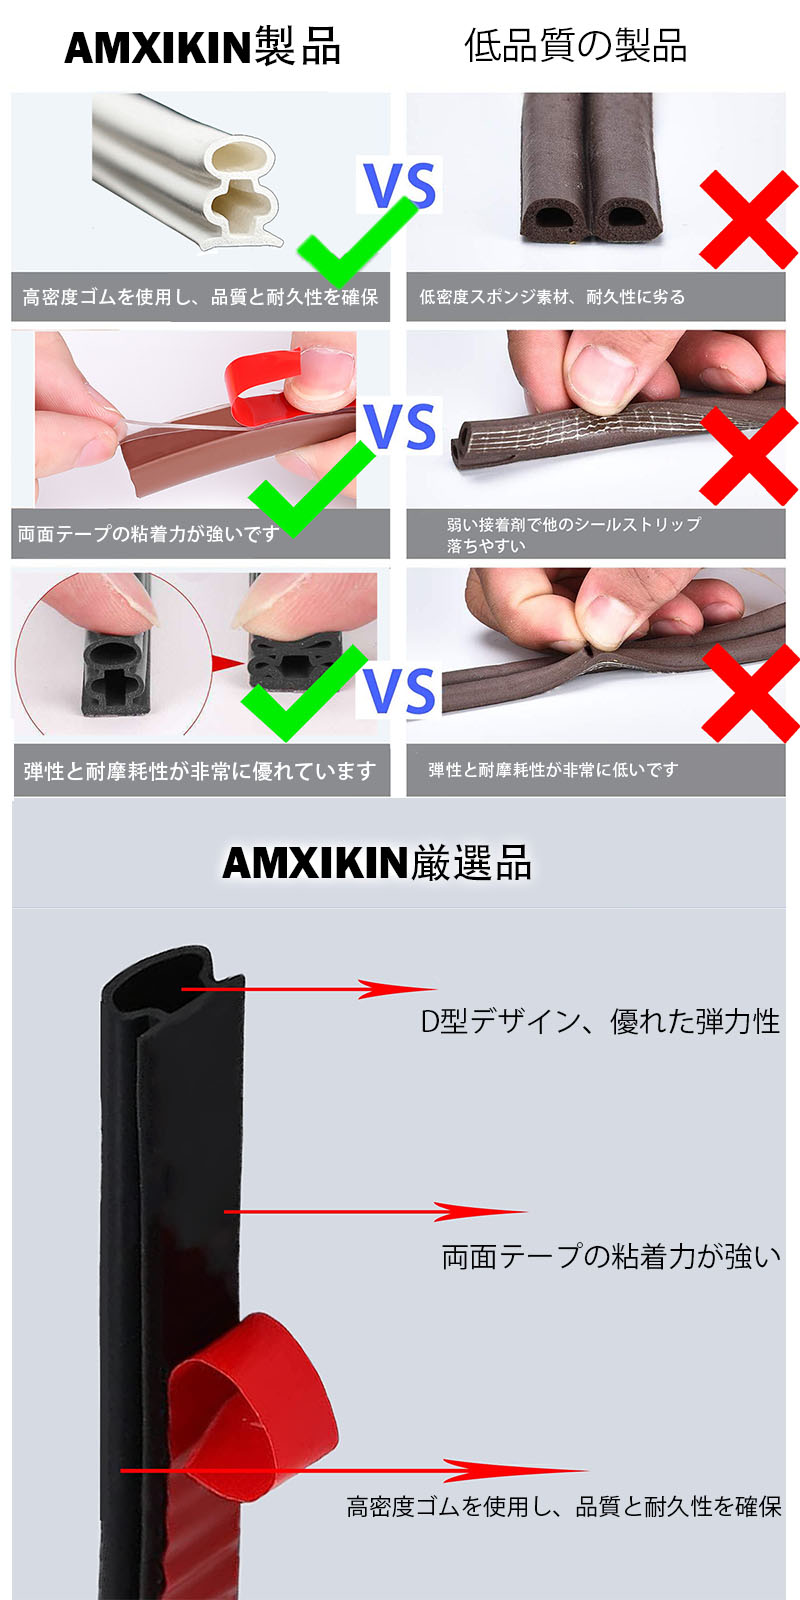 AMXIKIN製品
低品質の製品
VS
高密度ゴムを使用し、品質と耐久性を確保
低密度スポンジ素材、耐久性に劣る
VS
両面テープの粘着力が強いです
弱い接着剤で他のシールストリップ
落ちやすい
VS
弾性と耐摩耗性が非常に優れています
弾性と耐摩耗性が非常に低いです
AMXIKIN厳選品
D型デザイン、優れた弾力性
両面テープの粘着力が強い
高密度ゴムを使用し、品質と耐久性を確保